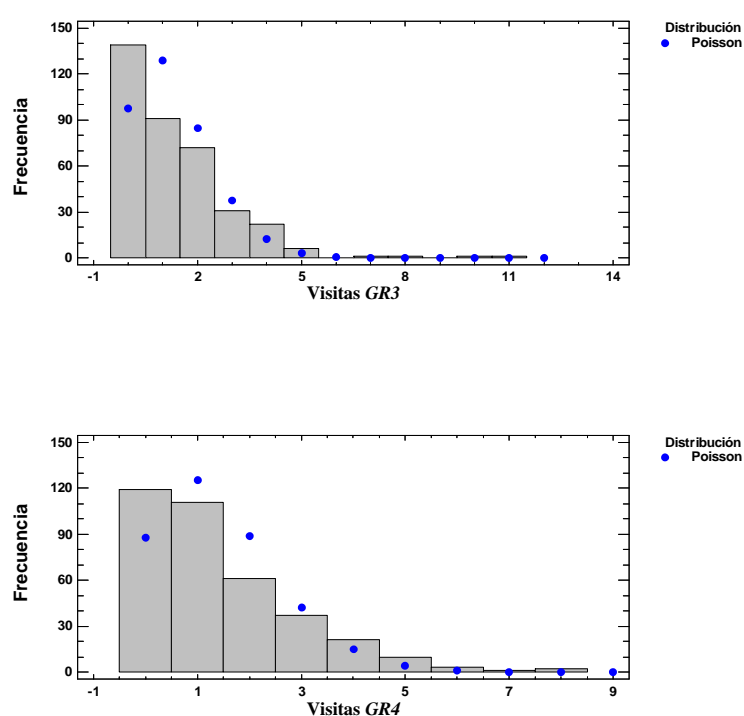 Distribución
Poisson
Frecuencia
150
120
90
60
30
0
-1 2 5 8 11 14
Visitas GR3
Distribución
Poisson
Frecuencia
150
120
90
60
30
0
-1 1 3 5 7 9
Visitas GR4